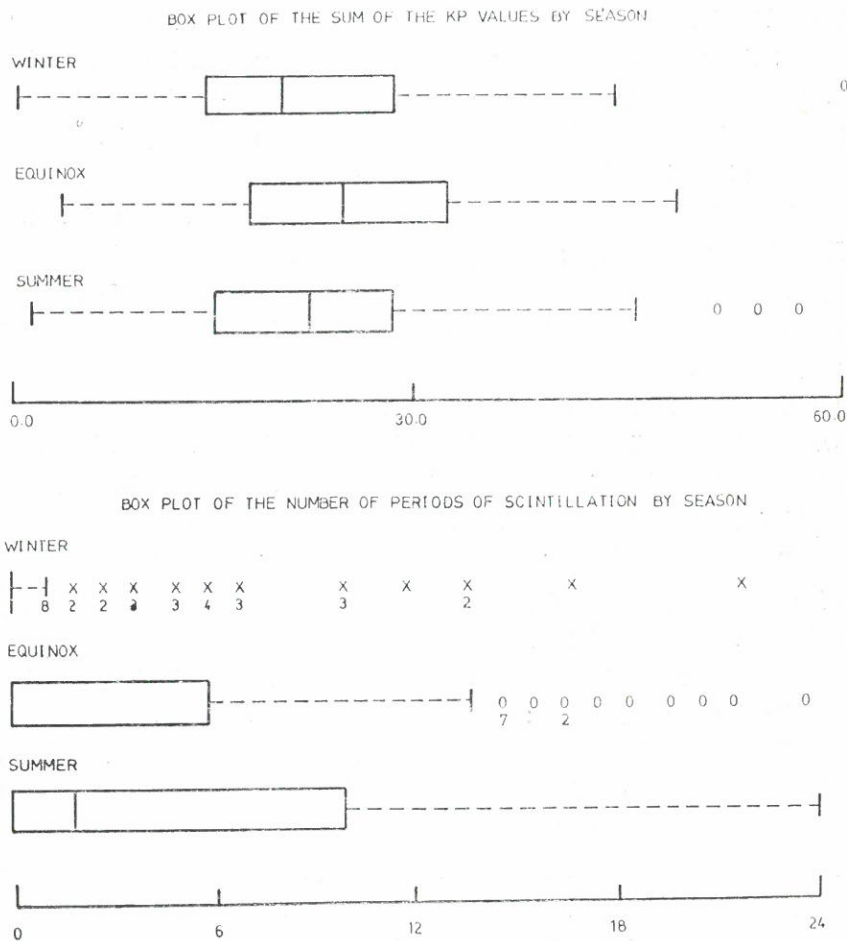 BOX PLOT OF THE SUM OF THE KP VALUES BY SEASON
WINTER
0
EQUINOX
SUMMER
0 0 0
0.0 30.0 60.0
BOX PLOT OF THE NUMBER OF PERIODS OF SCINTILLATION BY SEASON
WINTER
X X X X X X X X X X X
8 2 2 3 4 3 3 2
EQUINOX
0 0 0 0 0 0 0 0 0
7 2
SUMMER
0 6 12 18 24